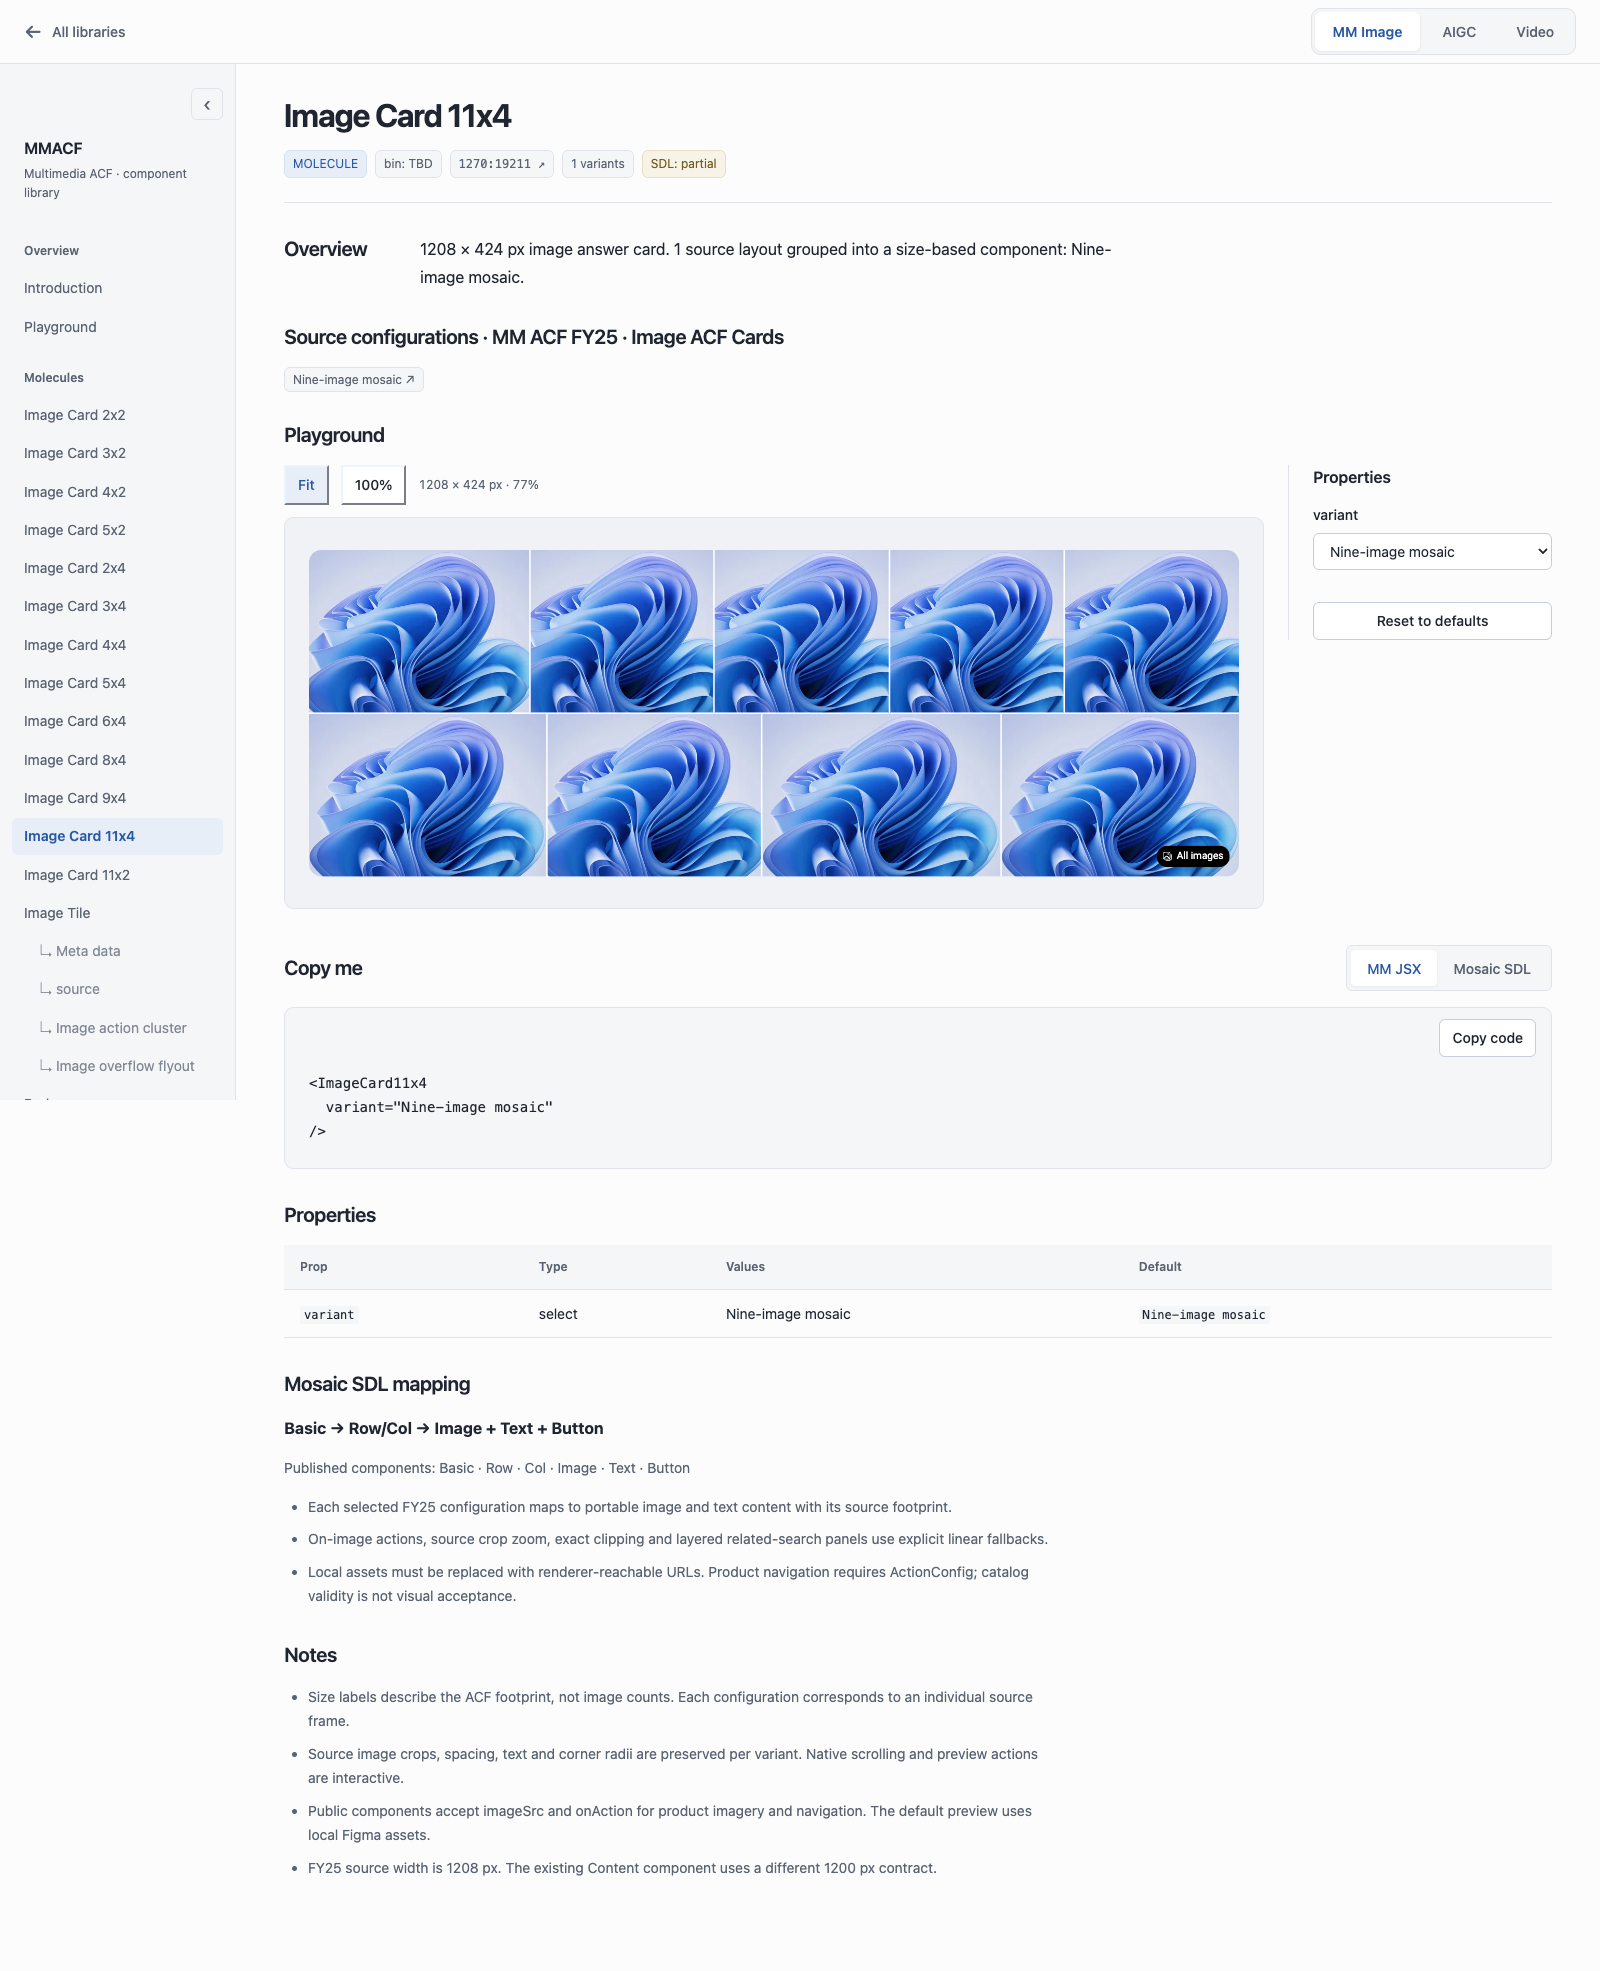 All libraries
MM Image
AIGC
Video
MMACF
Multimedia ACF · component
library
Overview
Introduction
Playground
Molecules
Image Card 2x2
Image Card 3x2
Image Card 4x2
Image Card 5x2
Image Card 2x4
Image Card 3x4
Image Card 4x4
Image Card 5x4
Image Card 6x4
Image Card 8x4
Image Card 9x4
Image Card 11x4
Image Card 11x2
Image Tile
Meta data
source
Image action cluster
Image overflow flyout
Image Card 11x4
MOLECULE
bin: TBD
1270:19211 ↗
1 variants
SDL: partial
Overview
1208 × 424 px image answer card. 1 source layout grouped into a size-based component: Nine-
image mosaic.
Source configurations · MM ACF FY25 · Image ACF Cards
Nine-image mosaic ↗
Playground
Fit
100%
1208 × 424 px · 77%
All images
Properties
variant
Nine-image mosaic
Reset to defaults
Copy me
MM JSX
Mosaic SDL
Copy code
<ImageCard11x4
variant="Nine-image mosaic"
/>
Properties
Prop Type Values Default
variant select Nine-image mosaic Nine-image mosaic
Mosaic SDL mapping
Basic → Row/Col → Image + Text + Button
Published components: Basic · Row · Col · Image · Text · Button
• Each selected FY25 configuration maps to portable image and text content with its source footprint.
• On-image actions, source crop zoom, exact clipping and layered related-search panels use explicit linear fallbacks.
• Local assets must be replaced with renderer-reachable URLs. Product navigation requires ActionConfig; catalog
validity is not visual acceptance.
Notes
• Size labels describe the ACF footprint, not image counts. Each configuration corresponds to an individual source
frame.
• Source image crops, spacing, text and corner radii are preserved per variant. Native scrolling and preview actions
are interactive.
• Public components accept imageSrc and onAction for product imagery and navigation. The default preview uses
local Figma assets.
• FY25 source width is 1208 px. The existing Content component uses a different 1200 px contract.